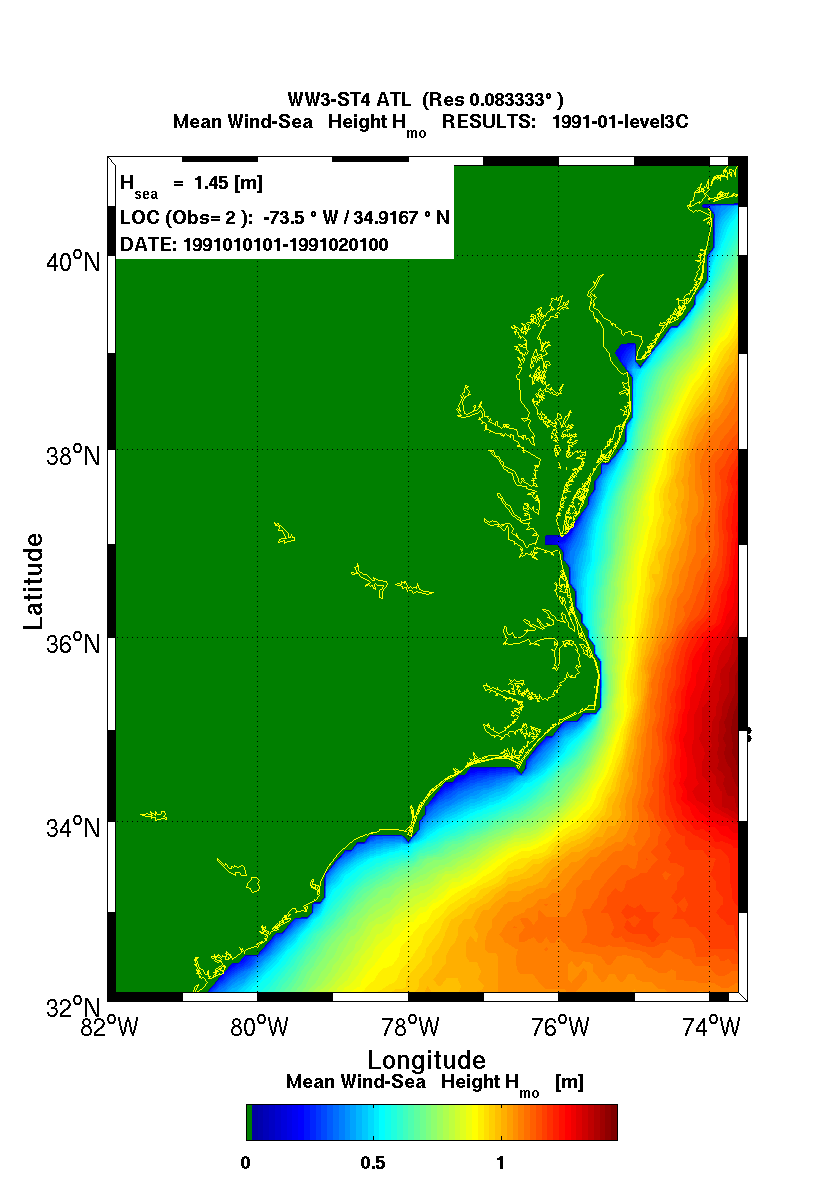 WW3-ST4 ATL (Res 0.083333° )
Mean Wind-Sea Height Hmo RESULTS: 1991-01-level3C
Hsea = 1.45 [m]
LOC (Obs= 2 ): -73.5 ° W / 34.9167 ° N
DATE: 1991010101-1991020100
40°N
38°N
36°N
34°N
32°N
Latitude
82°W 80°W 78°W 76°W 74°W
Longitude
Mean Wind-Sea Height Hmo [m]
0 0.5 1